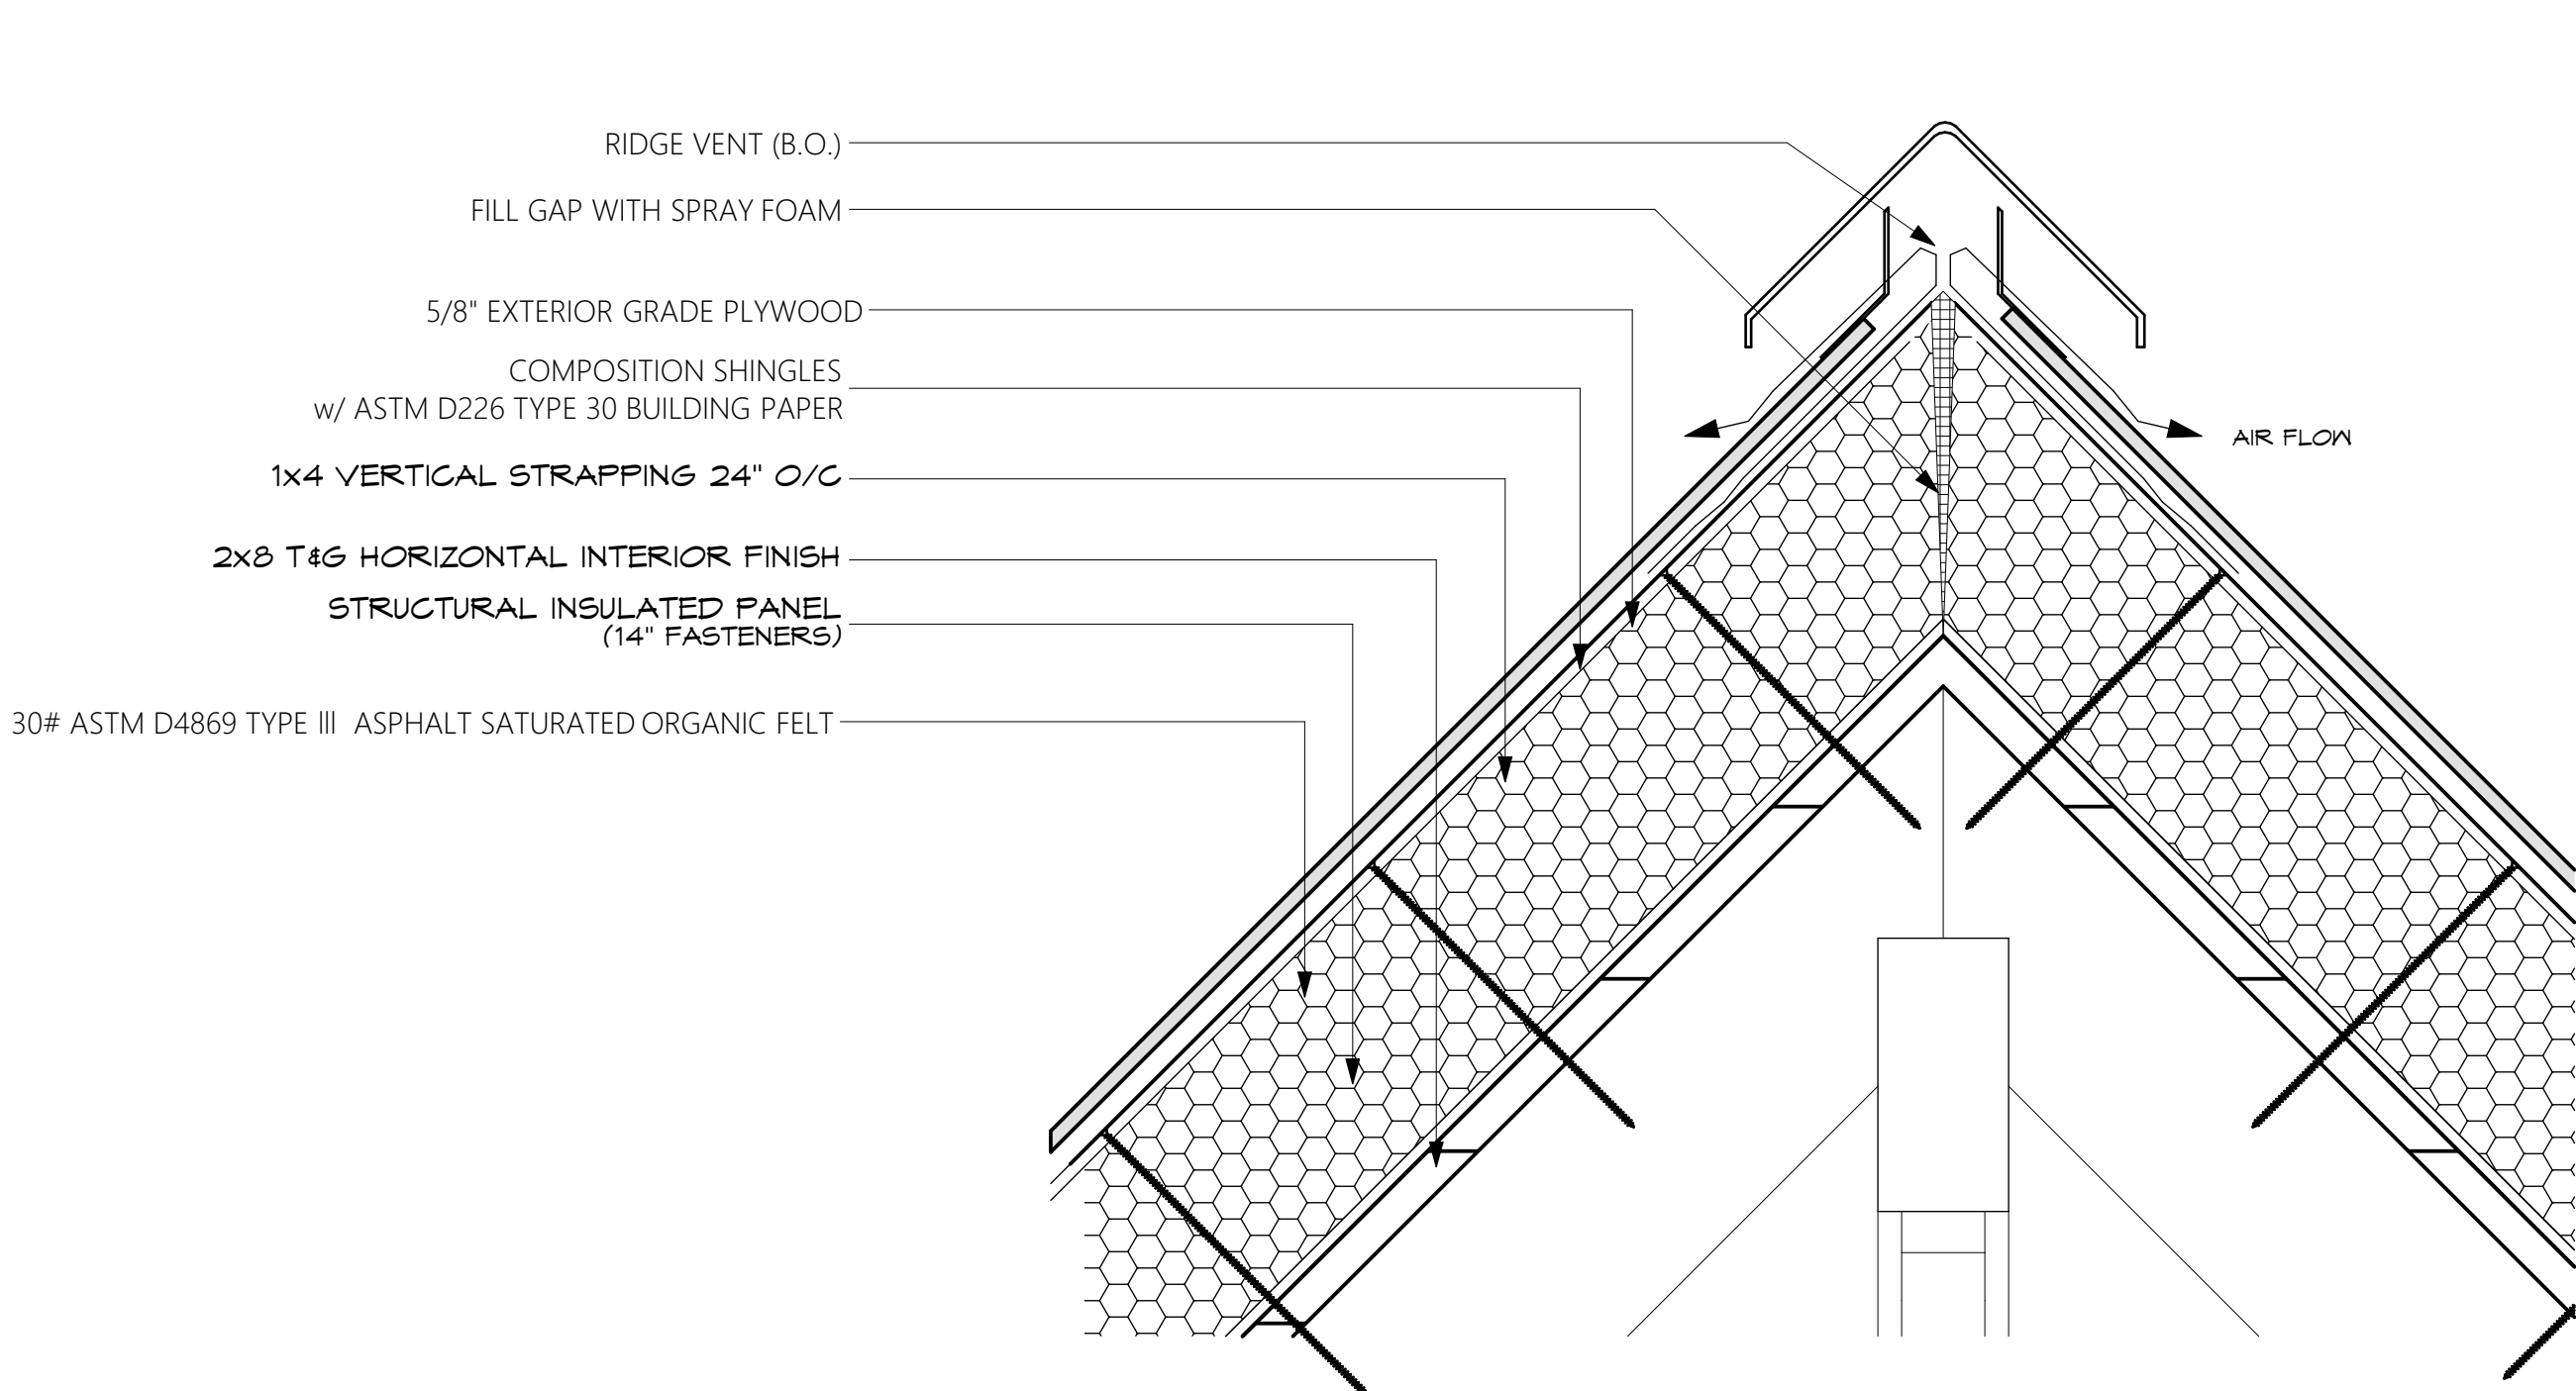 RIDGE VENT (B.O.)
FILL GAP WITH SPRAY FOAM
5/8" EXTERIOR GRADE PLYWOOD
COMPOSITION SHINGLES
w/ ASTM D226 TYPE 30 BUILDING PAPER
AIR FLOW
1x4 VERTICAL STRAPPING 24" O/C
2x8 T&G HORIZONTAL INTERIOR FINISH
STRUCTURAL INSULATED PANEL
(14" FASTENERS)
30# ASTM D4869 TYPE III ASPHALT SATURATED ORGANIC FELT